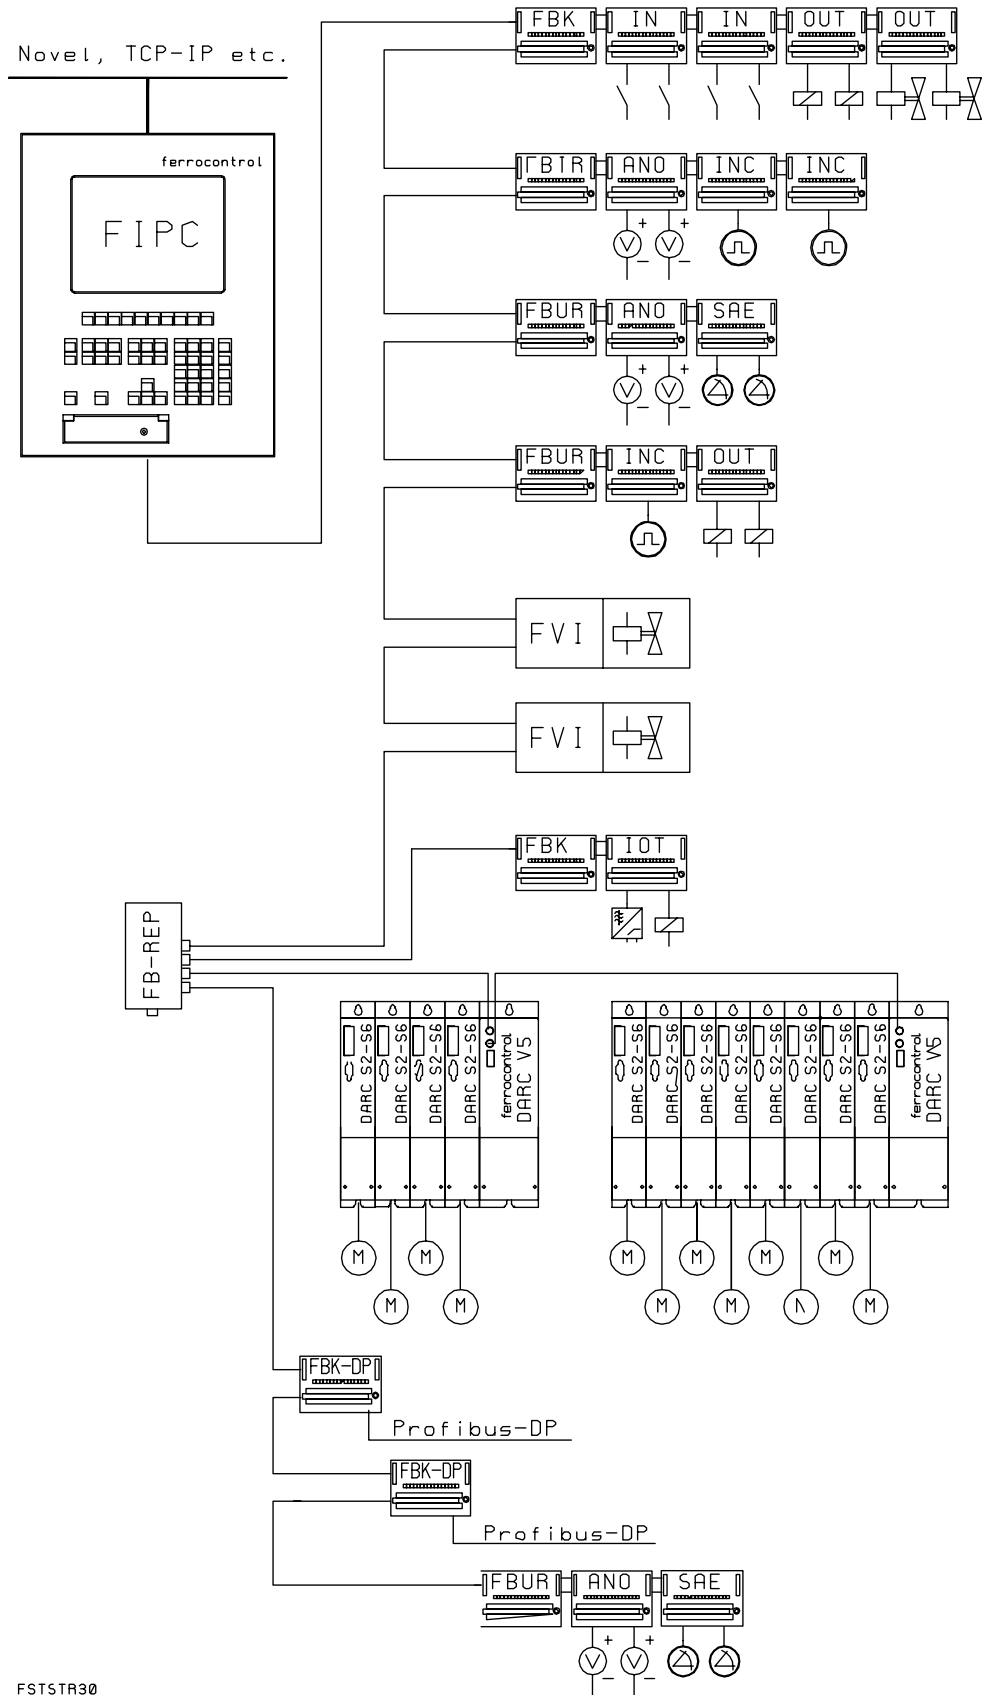 Novel, TCP-IP etc.
FBK IN IN OUT OUT
ferrocontrol
FIPC
FBIR ANO INC INC
+ +
V V
- -
FBUR ANO SAE
+ +
V V
- -
FBUR INC OUT
FVI
FVI
FBK IOT
FB-REP
DARC S2-S6 DARC S2-S6 DARC S2-S6 DARC S2-S6 ferrocontrol DARC V5
DARC S2-S6 DARC S2-S6 DARC S2-S6 DARC S2-S6 DARC S2-S6 DARC S2-S6 DARC S2-S6 DARC S2-S6 ferrocontrol DARC V5
M M M M M M
M M M M M
FBK-DP
Profibus-DP
FBK-DP
Profibus-DP
FBUR ANO SAE
+ +
V V
- -
FSTSTR30